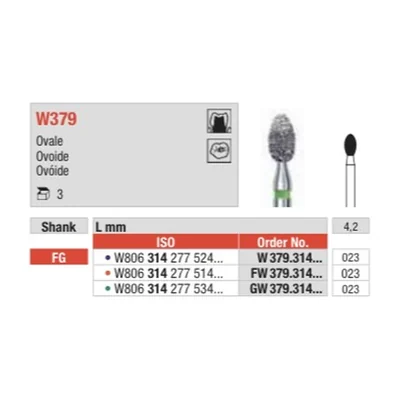 W379
Ovale
Ovoide
Ovóide
3
Shank L mm 4,2
ISO Order No.
FG • W806 314 277 524... W 379.314... 023
• W806 314 277 514... FW 379.314... 023
• W806 314 277 534... GW 379.314... 023